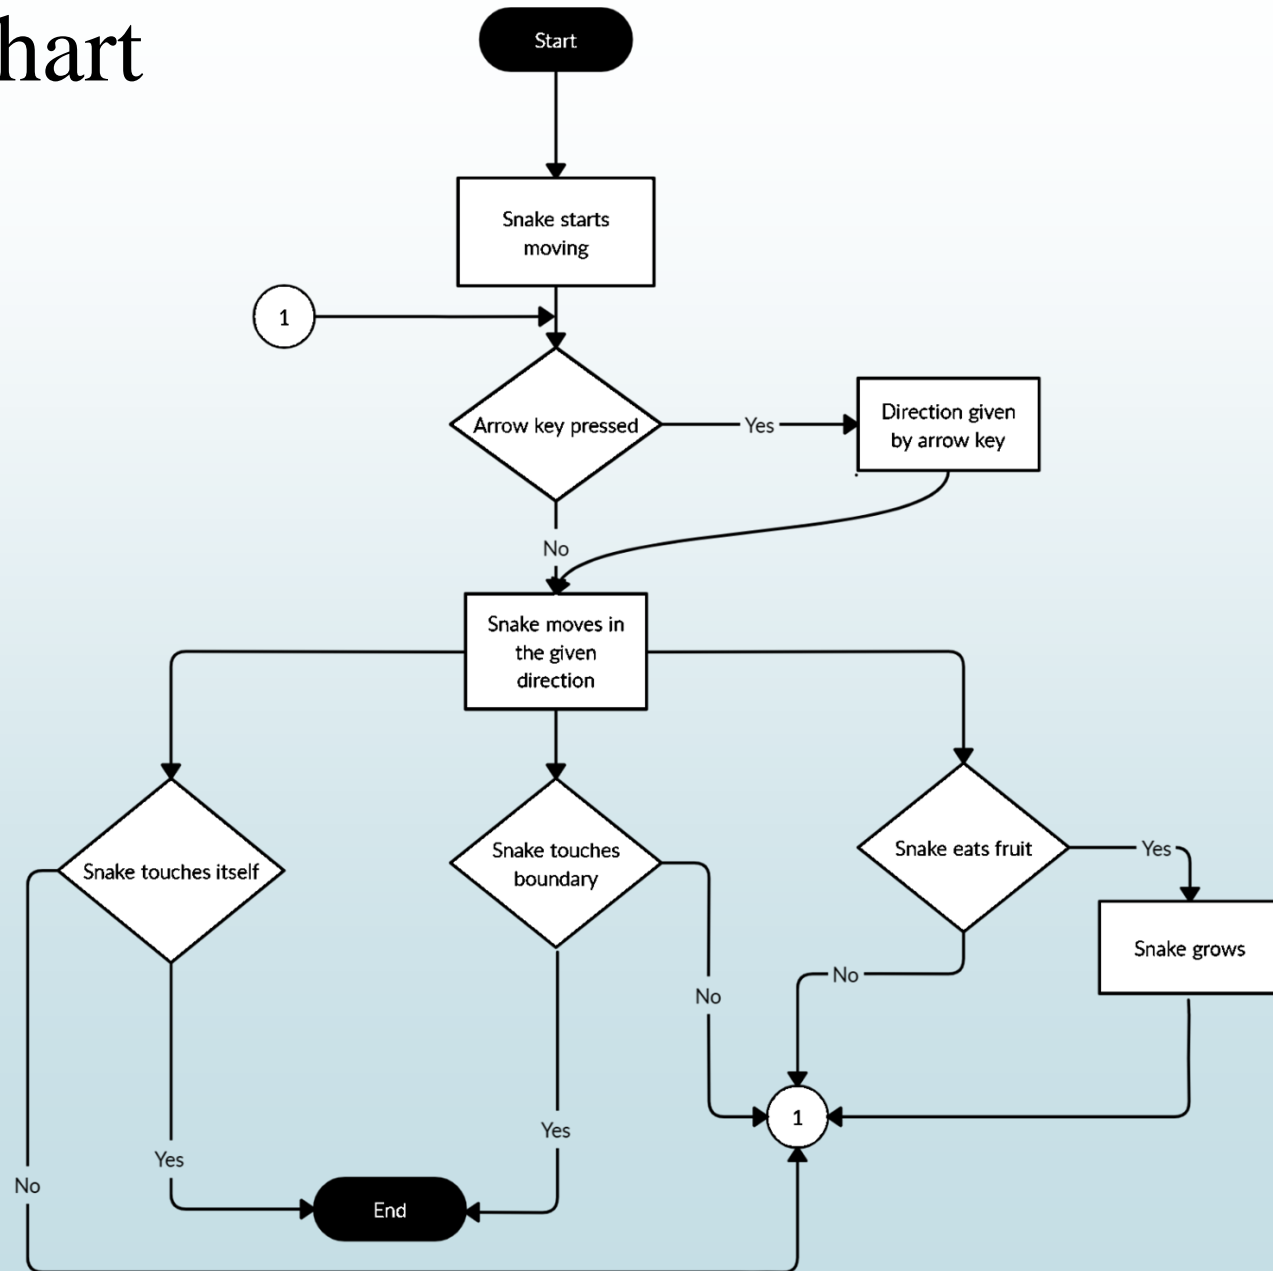 hart
Start
Snake starts
moving
1
Arrow key pressed
Yes
Direction given
by arrow key
No
Snake moves in
the given
direction
Snake touches itself
Snake touches
boundary
Snake eats fruit
Yes
Snake grows
No
No
1
Yes
Yes
No
End